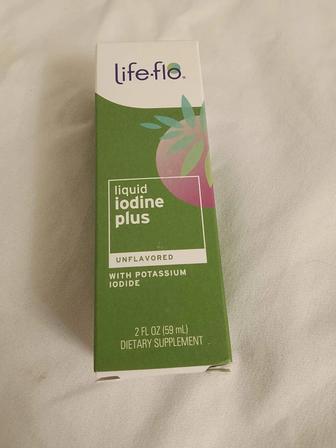 life·flo
liquid
iodine
plus
UNFLAVORED
WITH POTASSIUM
IODIDE
2 FL OZ (59 mL)
DIETARY SUPPLEMENT